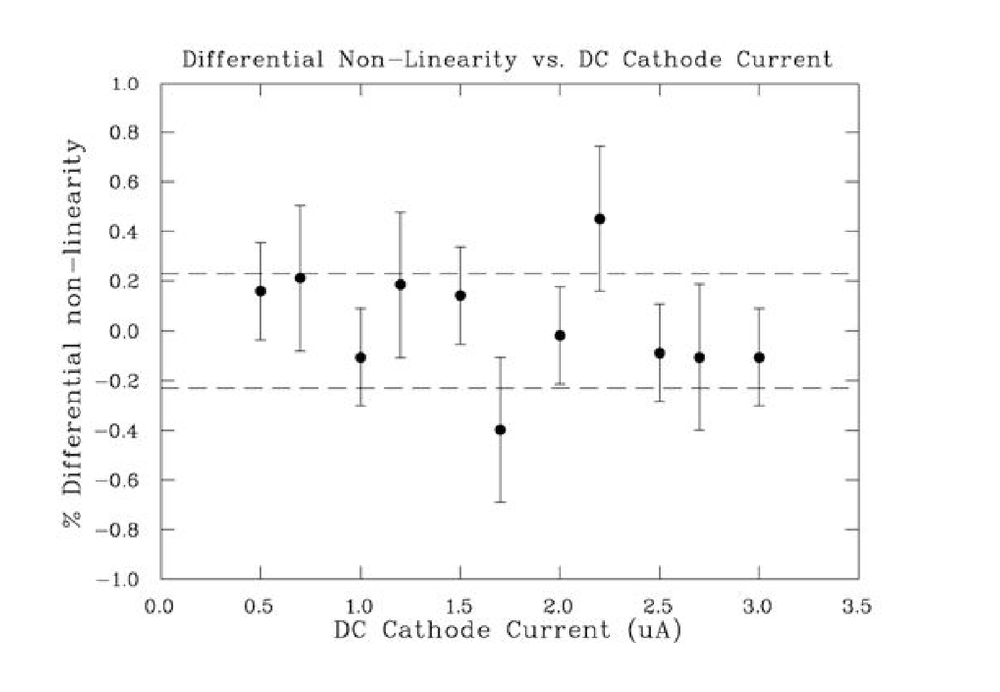 Differential Non-Linearity vs. DC Cathode Current
1.0
0.8
0.6
0.4
0.2
0.0
-0.2
-0.4
-0.6
-0.8
-1.0
% Differential non-linearity
0.0 0.5 1.0 1.5 2.0 2.5 3.0 3.5
DC Cathode Current (uA)